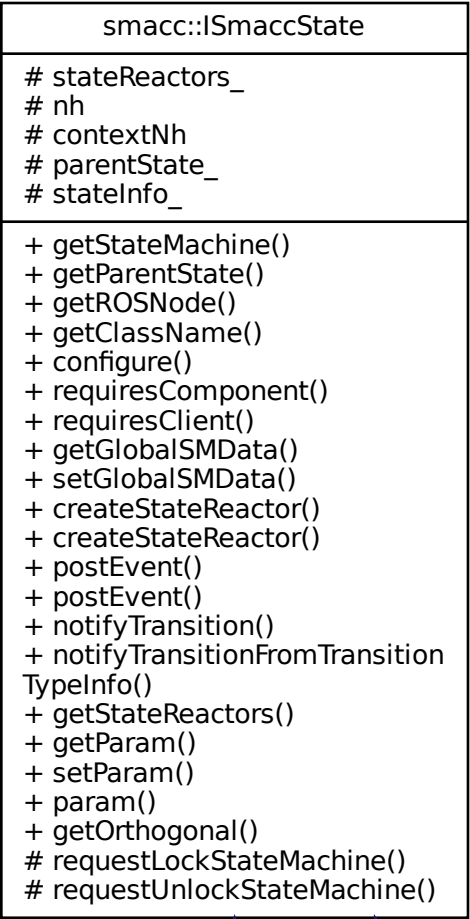 smacc::ISmaccState
# stateReactors_
# nh
# contextNh
# parentState_
# stateInfo_
+ getStateMachine()
+ getParentState()
+ getROSNode()
+ getClassName()
+ configure()
+ requiresComponent()
+ requiresClient()
+ getGlobalSMData()
+ setGlobalSMData()
+ createStateReactor()
+ createStateReactor()
+ postEvent()
+ postEvent()
+ notifyTransition()
+ notifyTransitionFromTransition
TypeInfo()
+ getStateReactors()
+ getParam()
+ setParam()
+ param()
+ getOrthogonal()
# requestLockStateMachine()
# requestUnlockStateMachine()